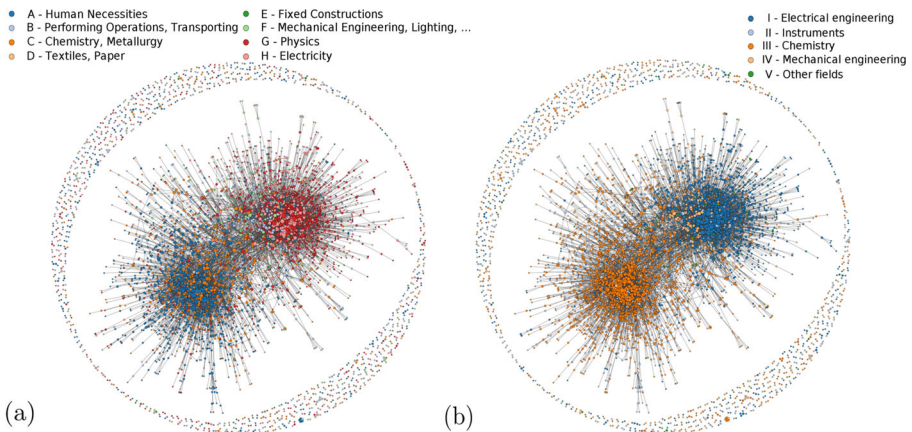 A - Human Necessities
B - Performing Operations, Transporting
C - Chemistry, Metallurgy
D - Textiles, Paper
E - Fixed Constructions
F - Mechanical Engineering, Lighting, ...
G - Physics
H - Electricity
I - Electrical engineering
II - Instruments
III - Chemistry
IV - Mechanical engineering
V - Other fields
(a)
(b)